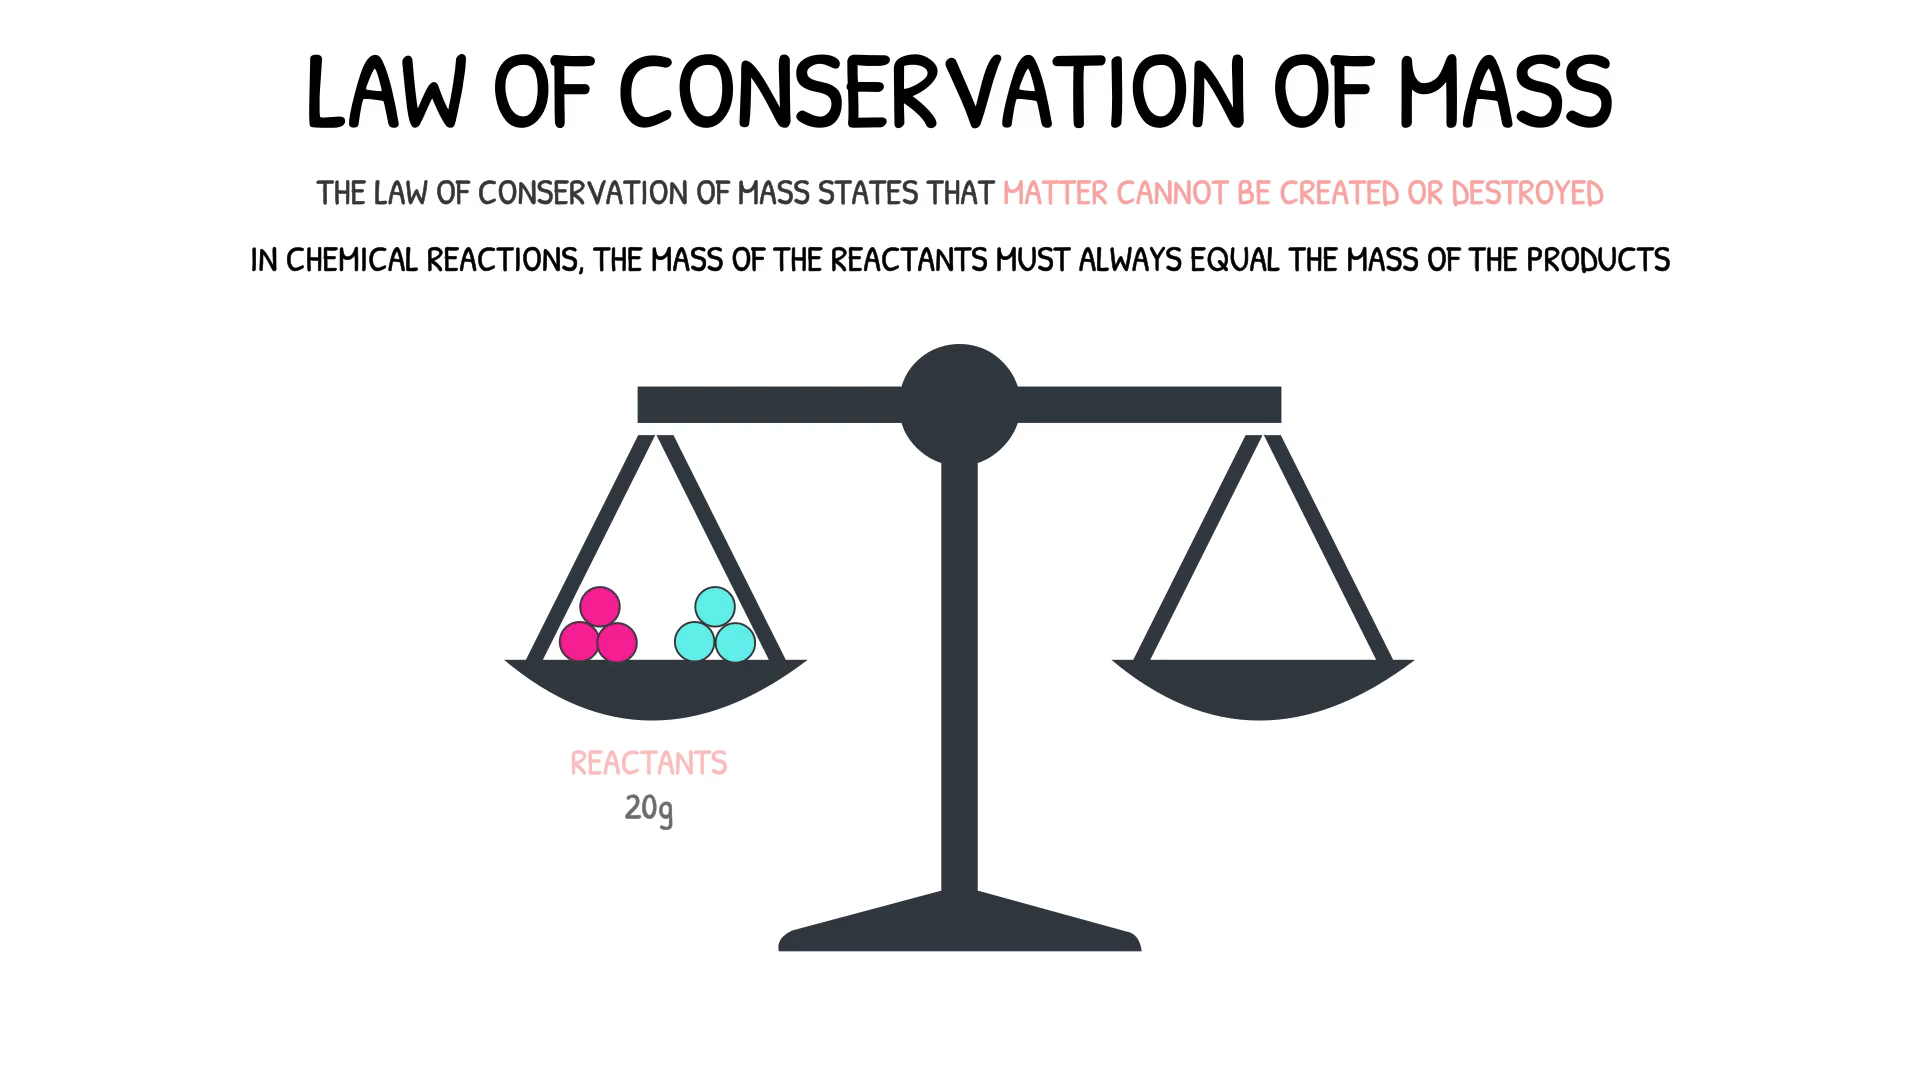 LAW OF CONSERVATION OF MASS
THE LAW OF CONSERVATION OF MASS STATES THAT MATTER CANNOT BE CREATED OR DESTROYED
IN CHEMICAL REACTIONS, THE MASS OF THE REACTANTS MUST ALWAYS EQUAL THE MASS OF THE PRODUCTS
REACTANTS
20g